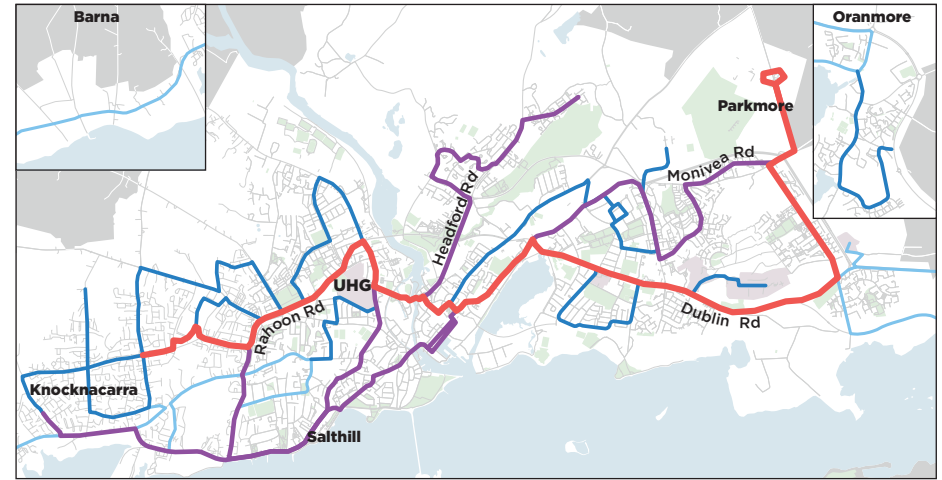 Barna
Oranmore
Parkmore
Monivea Rd
Headford Rd
UHG
Rahoon Rd
Dublin Rd
Knocknacarra
Salthill